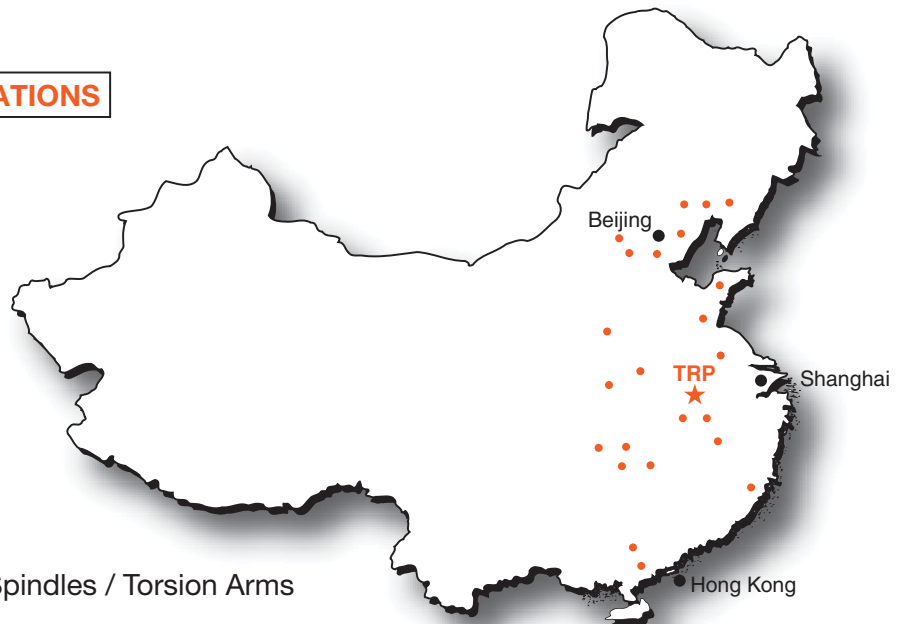 ATIONS
Beijing
TRP
Shanghai
Spindles / Torsion Arms
Hong Kong